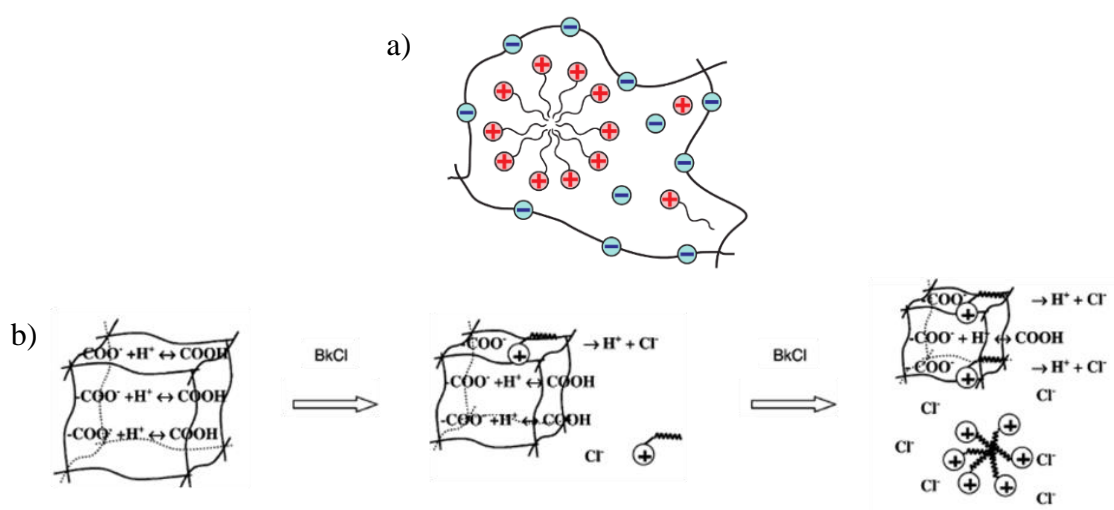 a)
b)
-COO⁻ +H⁺ ↔ COOH
-COO⁻ +H⁺ ↔ COOH
-COO⁻ +H⁺ ↔ COOH
BkCl
COO⁻ + → H⁺ + Cl⁻
-COO⁻ +H⁺ ↔ COOH
-COO⁻ +H⁺ ↔ COOH
Cl⁻ +
BkCl
-COO⁻ + → H⁺ + Cl⁻
-COO⁻ + H⁺ ↔ COOH
-COO⁻ + → H⁺ + Cl⁻
Cl⁻ Cl⁻
Cl⁻ Cl⁻
Cl⁻ Cl⁻